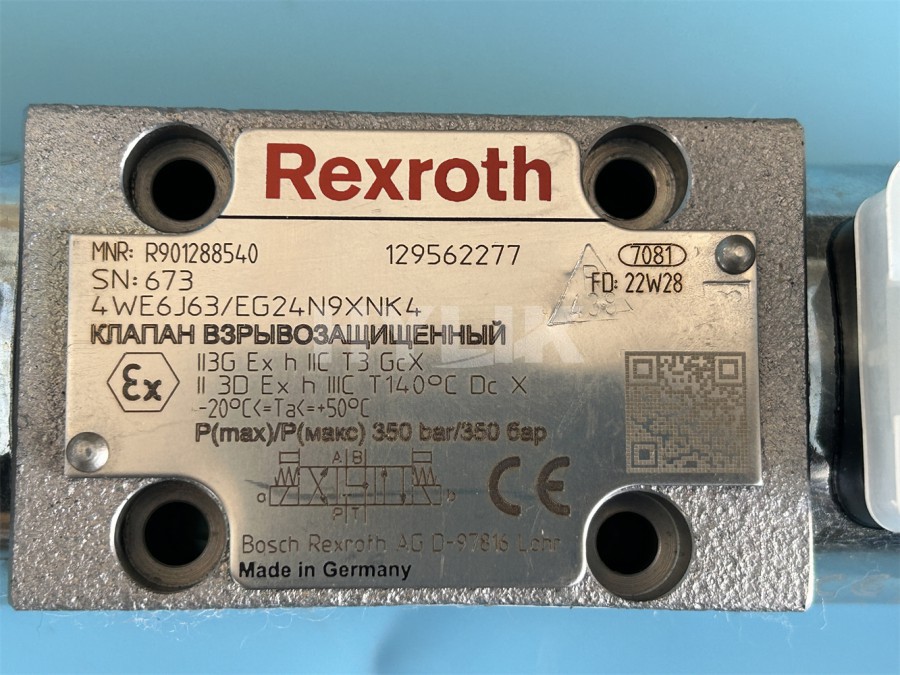 Rexroth
MNR: R901288540 129562277 7081
SN: 673 FD: 22W28
4WE6J63/EG24N9XNK4
КЛАПАН ВЗРЫВОЗАЩИЩЕННЫЙ
Ex II3G Ex h IIC T3 GcX
II 3D Ex h IIIC T140°C Dc X
-20°C<=Ta<=+50°C
P(max)/P(макс) 350 bar/350 бар
A B
a b
P T
CE
Bosch Rexroth AG D-97816 Lohr
Made in Germany